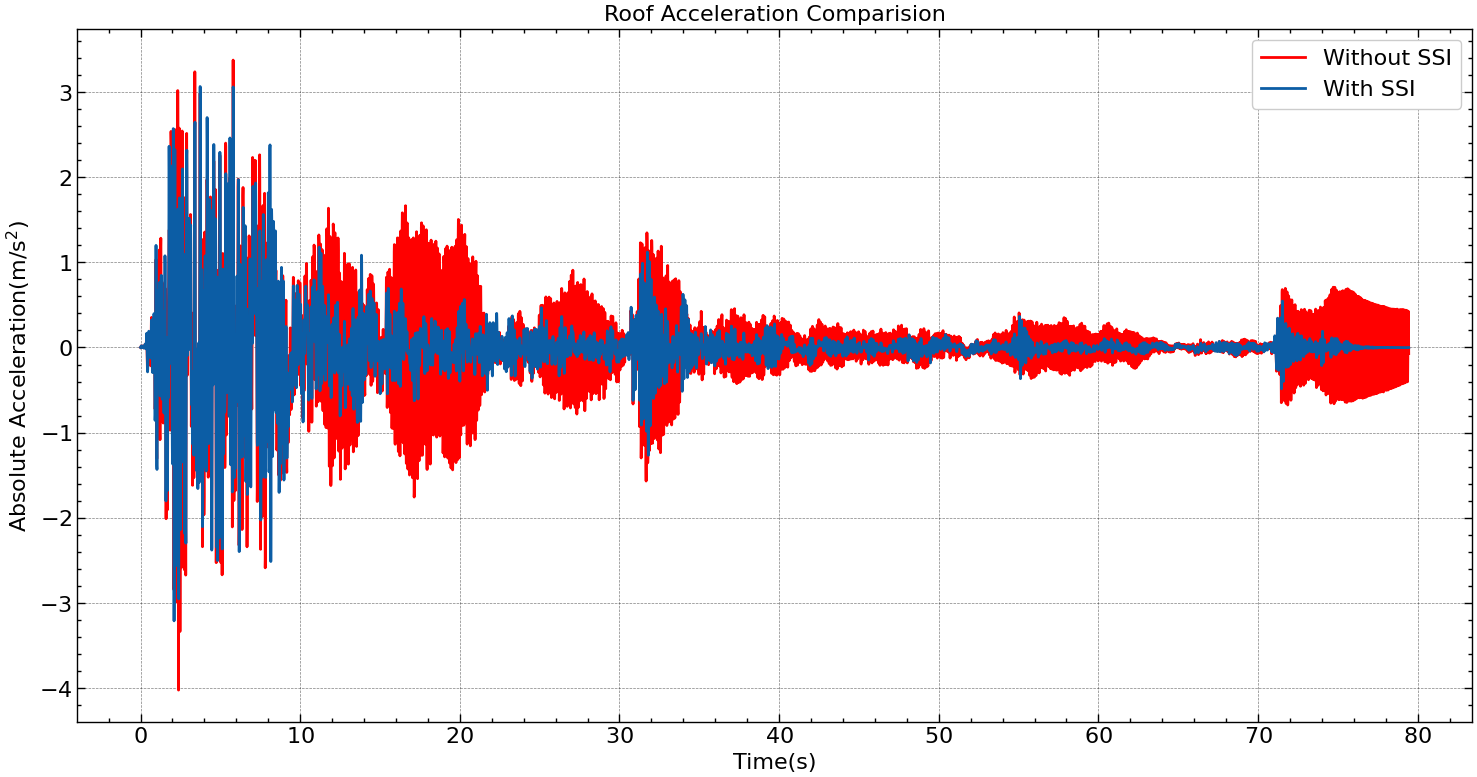 Roof Acceleration Comparision
Without SSI
With SSI
Absolute Acceleration(m/s²)
3
2
1
0
−1
−2
−3
−4
0 10 20 30 40 50 60 70 80
Time(s)